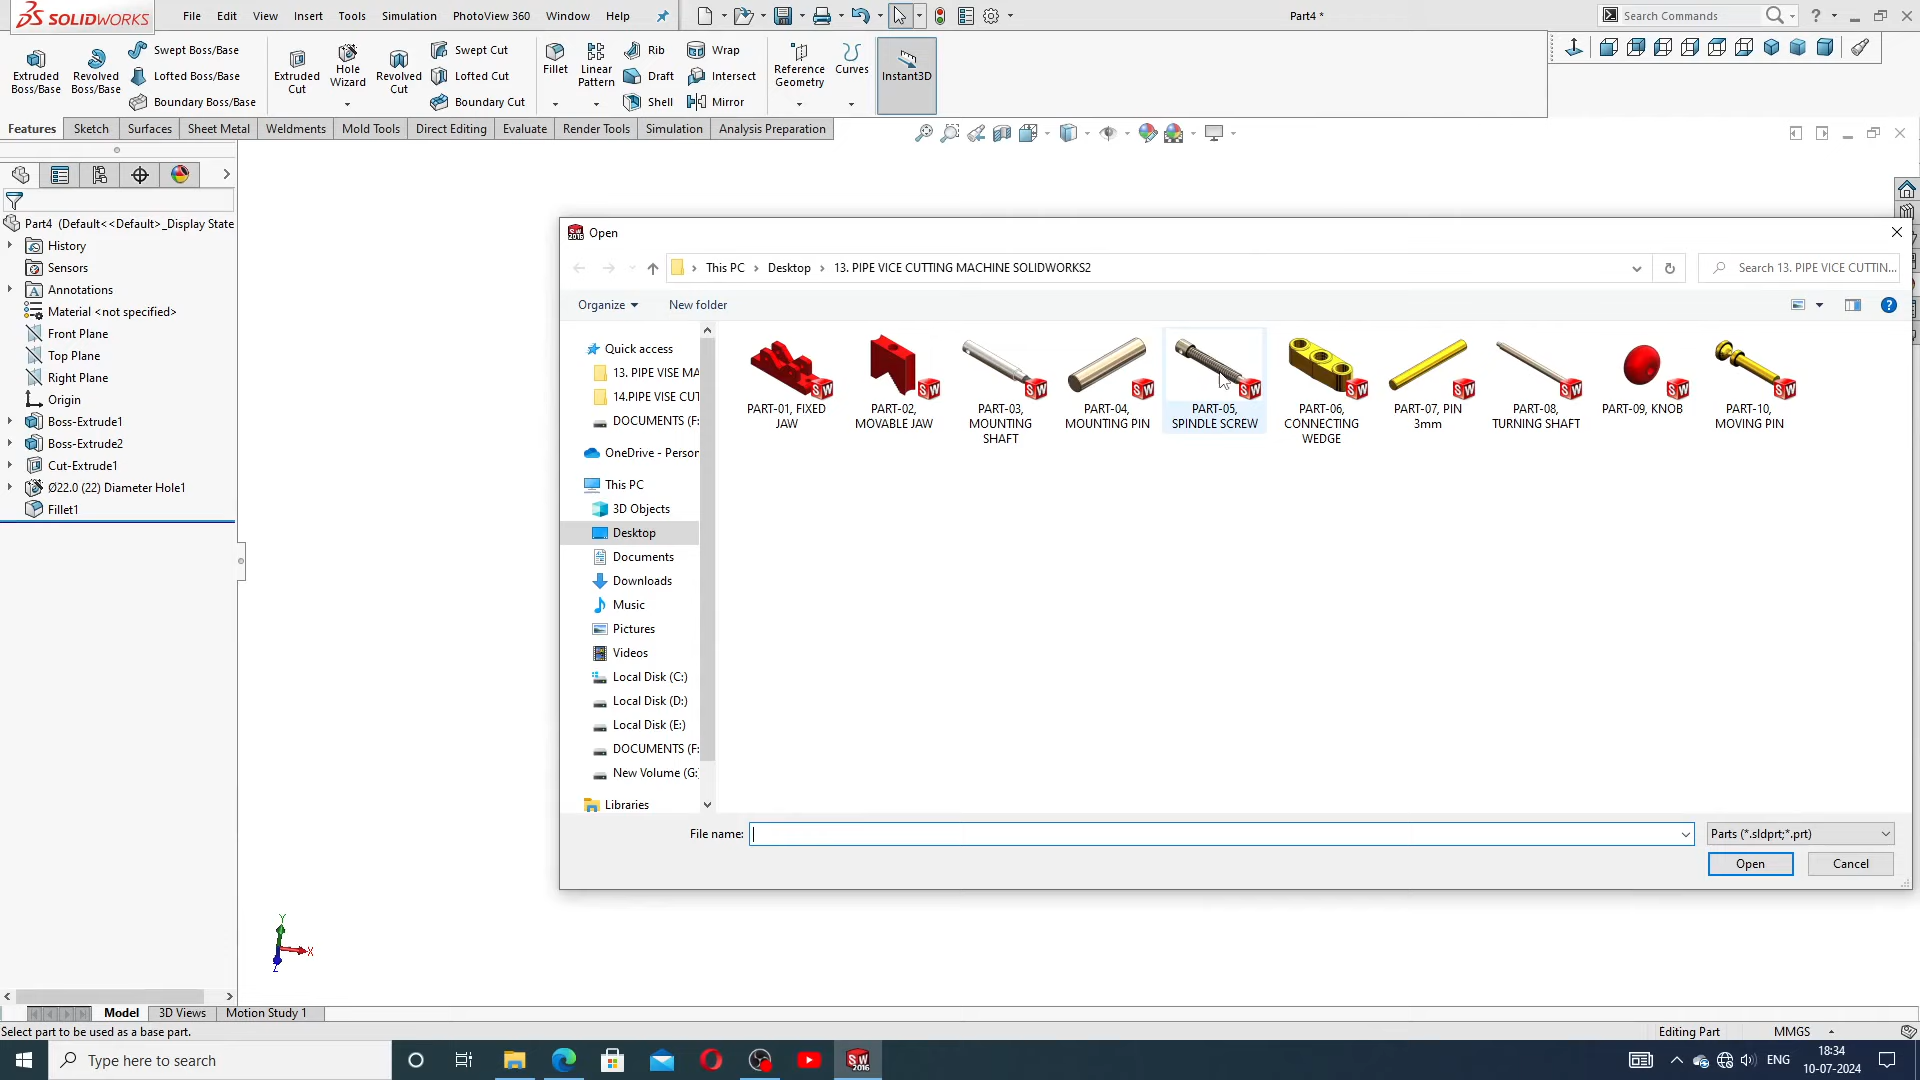 SOLIDWORKS
File
Edit
View
Insert
Tools
Simulation
PhotoView 360
Window
Help
Part4 *
Search Commands
Extruded Boss/Base
Revolved Boss/Base
Swept Boss/Base
Lofted Boss/Base
Boundary Boss/Base
Extruded Cut
Hole Wizard
Revolved Cut
Swept Cut
Lofted Cut
Boundary Cut
Fillet
Linear Pattern
Rib
Draft
Shell
Wrap
Intersect
Mirror
Reference Geometry
Curves
Instant3D
Features
Sketch
Surfaces
Sheet Metal
Weldments
Mold Tools
Direct Editing
Evaluate
Render Tools
Simulation
Analysis Preparation
Part4 (Default<<Default>_Display State
History
Sensors
Annotations
Material <not specified>
Front Plane
Top Plane
Right Plane
Origin
Boss-Extrude1
Boss-Extrude2
Cut-Extrude1
Ø22.0 (22) Diameter Hole1
Fillet1
Open
This PC
Desktop
13. PIPE VICE CUTTING MACHINE SOLIDWORKS2
Search 13. PIPE VICE CUTTIN...
Organize
New folder
Quick access
13. PIPE VISE MA
14.PIPE VISE CUT
DOCUMENTS (F:
OneDrive - Person
This PC
3D Objects
Desktop
Documents
Downloads
Music
Pictures
Videos
Local Disk (C:)
Local Disk (D:)
Local Disk (E:)
DOCUMENTS (F:
New Volume (G:
Libraries
PART-01, FIXED
JAW
PART-02,
MOVABLE JAW
PART-03,
MOUNTING
SHAFT
PART-04,
MOUNTING PIN
PART-05,
SPINDLE SCREW
PART-06,
CONNECTING
WEDGE
PART-07, PIN
3mm
PART-08,
TURNING SHAFT
PART-09, KNOB
PART-10,
MOVING PIN
File name:
Parts (*.sldprt;*.prt)
Open
Cancel
Y
X
Z
Model
3D Views
Motion Study 1
Select part to be used as a base part.
Editing Part
MMGS
Type here to search
ENG
18:34
10-07-2024